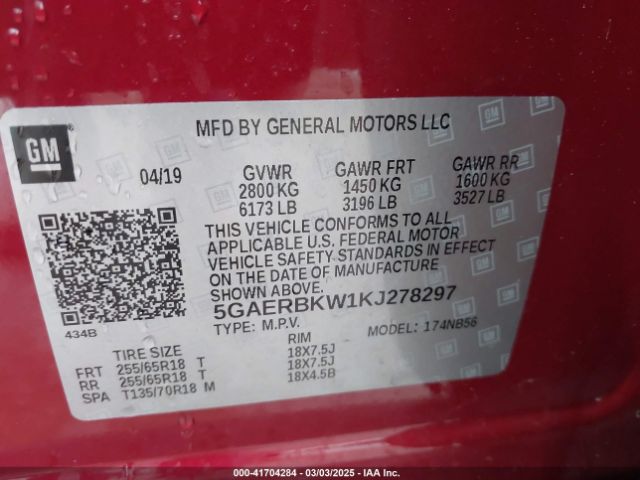 GM
MFD BY GENERAL MOTORS LLC
04/19 GVWR GAWR FRT GAWR RR
2800 KG 1450 KG 1600 KG
6173 LB 3196 LB 3527 LB
THIS VEHICLE CONFORMS TO ALL
APPLICABLE U.S. FEDERAL MOTOR
VEHICLE SAFETY STANDARDS IN EFFECT
ON THE DATE OF MANUFACTURE
SHOWN ABOVE.
5GAERBKW1KJ278297
434B
TYPE: M.P.V. MODEL: 174NB56
TIRE SIZE RIM
FRT 255/65R18 T 18X7.5J
RR 255/65R18 T 18X7.5J
SPA T135/70R18 M 18X4.5B
000-41704284 — 03/03/2025 — IAA Inc.